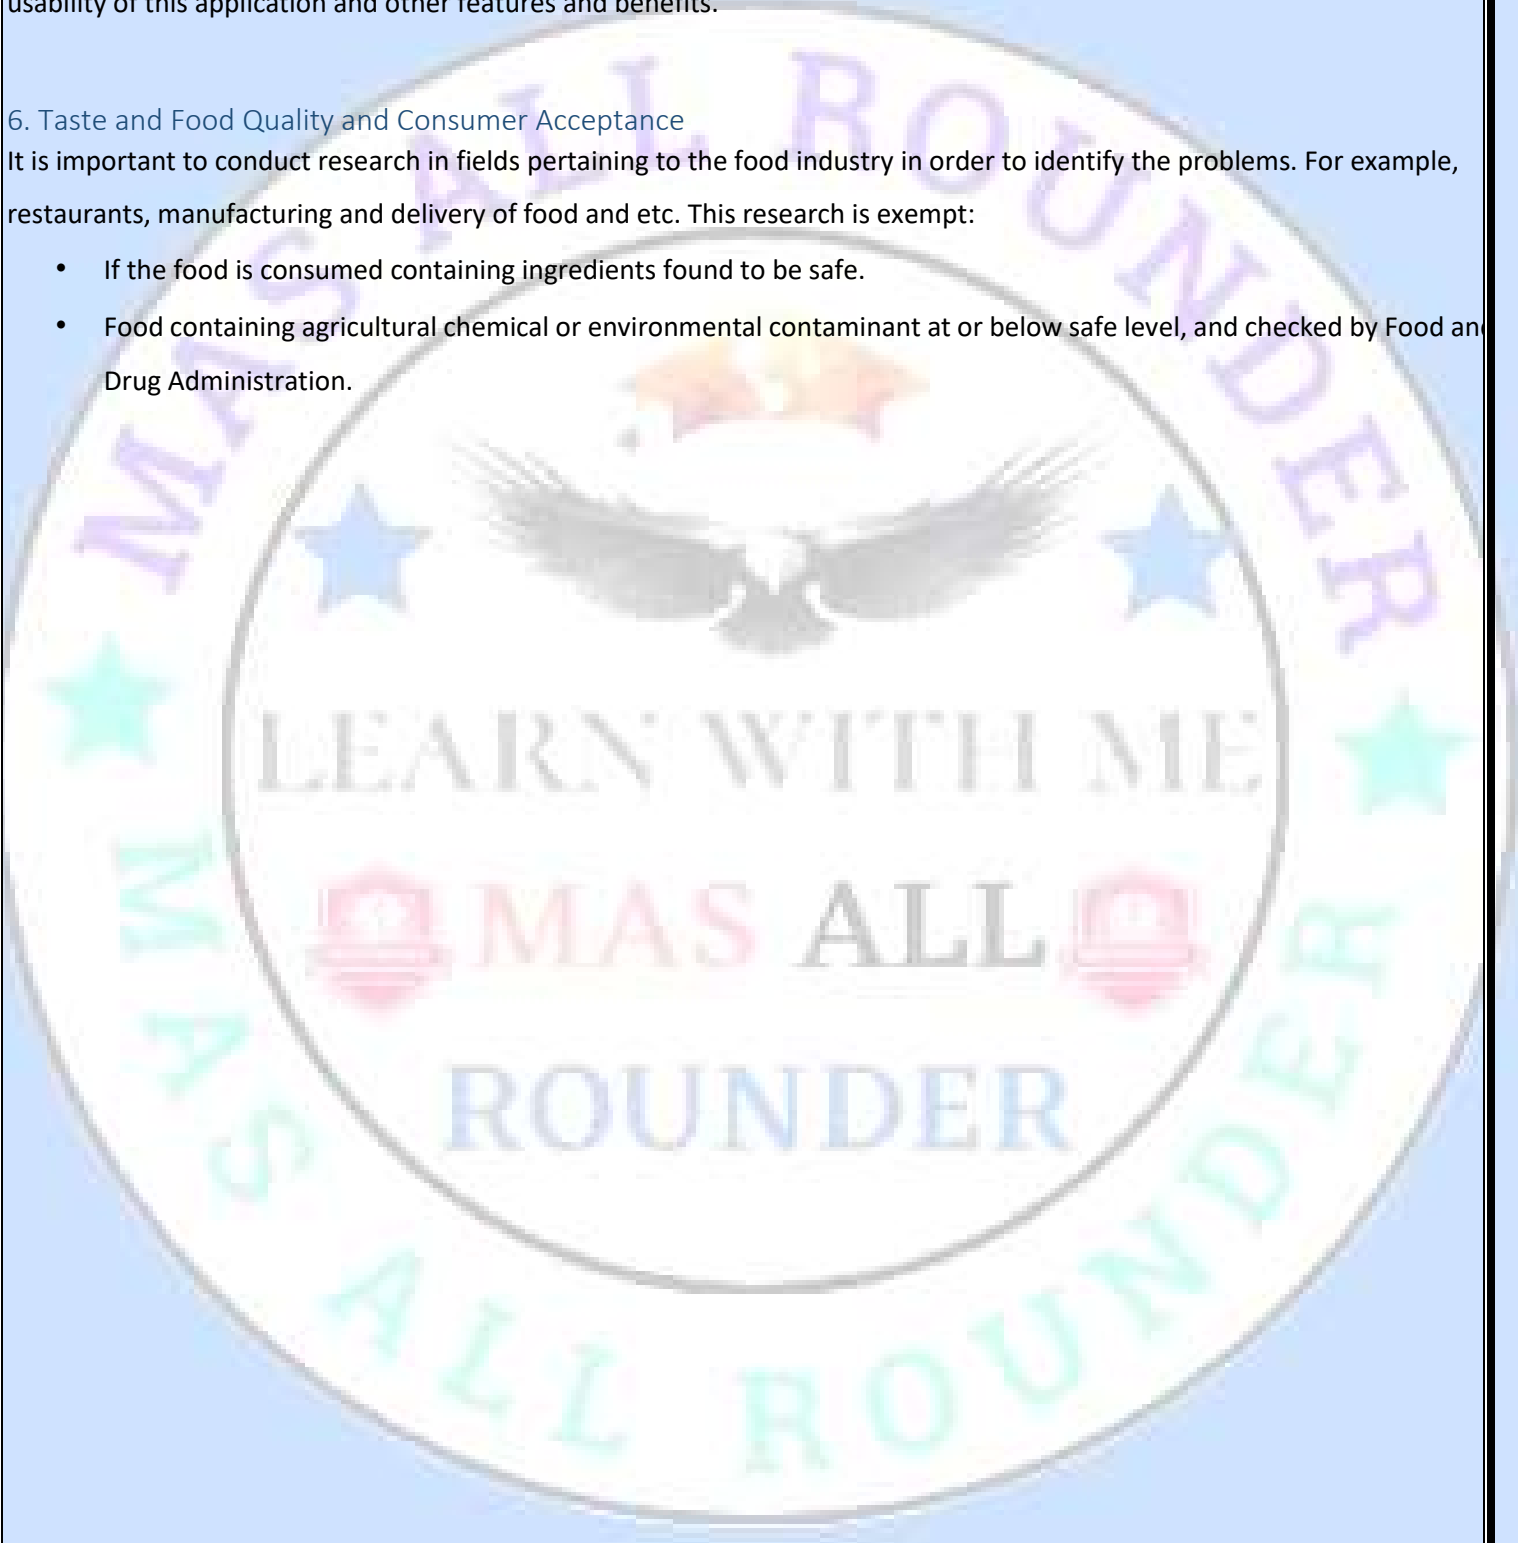 usability of this application and other features and benefits.
6. Taste and Food Quality and Consumer Acceptance
It is important to conduct research in fields pertaining to the food industry in order to identify the problems. For example,
restaurants, manufacturing and delivery of food and etc. This research is exempt:
• If the food is consumed containing ingredients found to be safe.
• Food containing agricultural chemical or environmental contaminant at or below safe level, and checked by Food and
Drug Administration.
MAS ALL ROUNDER
LEARN WITH ME
MAS ALL
ROUNDER
MAS ALL ROUNDER